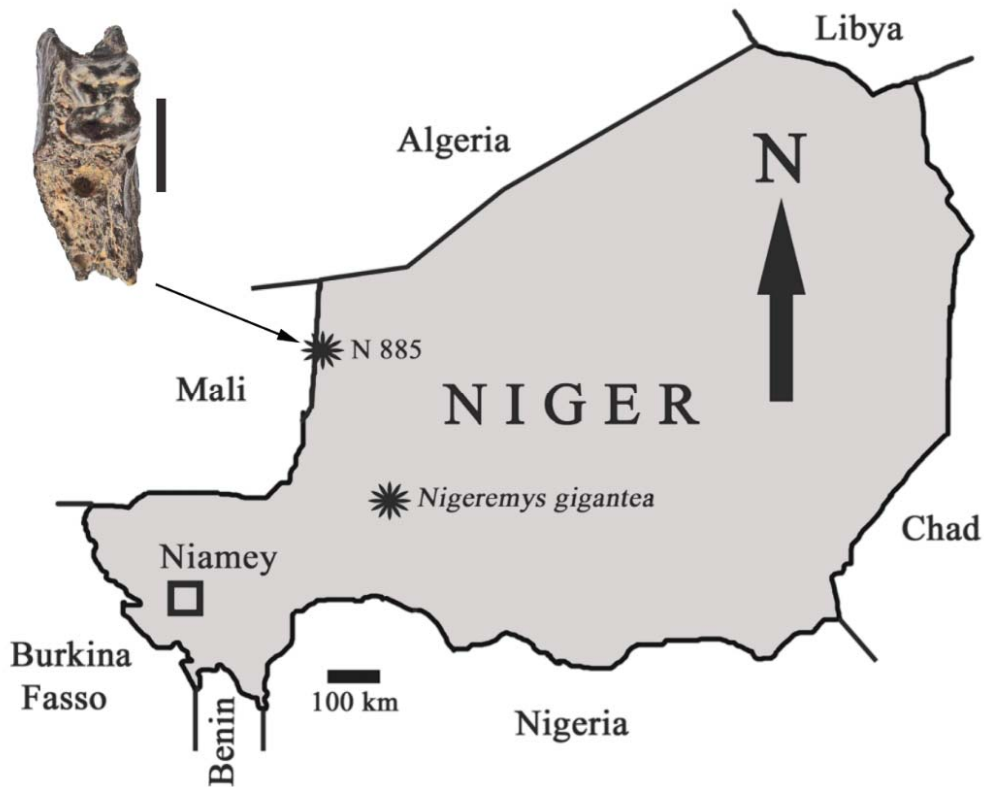 Libya
Algeria
N
N 885
Mali
NIGER
Nigeremys gigantea
Chad
Niamey
Burkina
Fasso
100 km
Benin
Nigeria